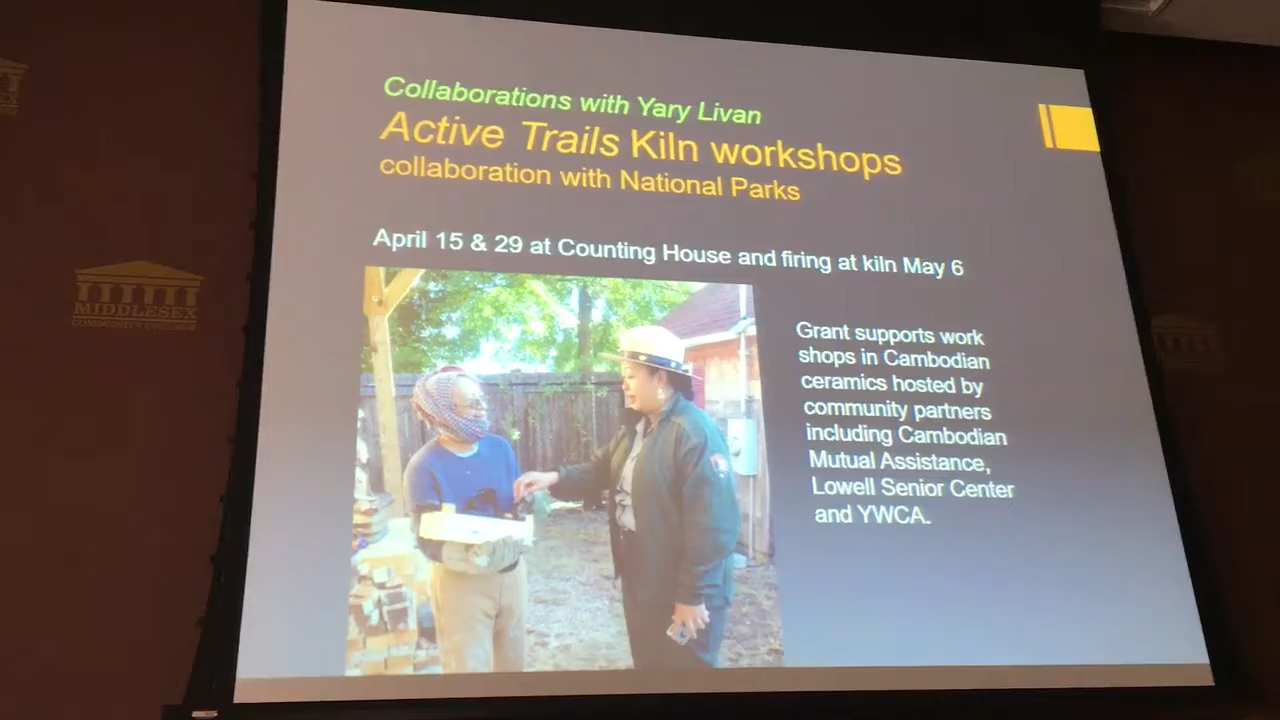 Collaborations with Yary Livan
Active Trails Kiln workshops
collaboration with National Parks
April 15 & 29 at Counting House and firing at kiln May 6
Grant supports work
shops in Cambodian
ceramics hosted by
community partners
including Cambodian
Mutual Assistance,
Lowell Senior Center
and YWCA.
MIDDLESEX
COMMUNITY COLLEGE